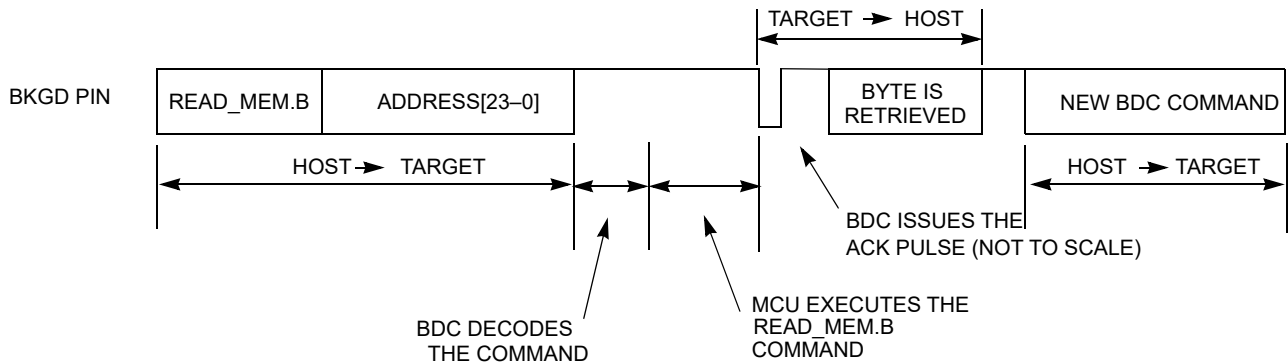 TARGET → HOST
BKGD PIN
READ_MEM.B
ADDRESS[23–0]
BYTE IS
RETRIEVED
NEW BDC COMMAND
HOST → TARGET
HOST → TARGET
BDC ISSUES THE
ACK PULSE (NOT TO SCALE)
BDC DECODES
THE COMMAND
MCU EXECUTES THE
READ_MEM.B
COMMAND